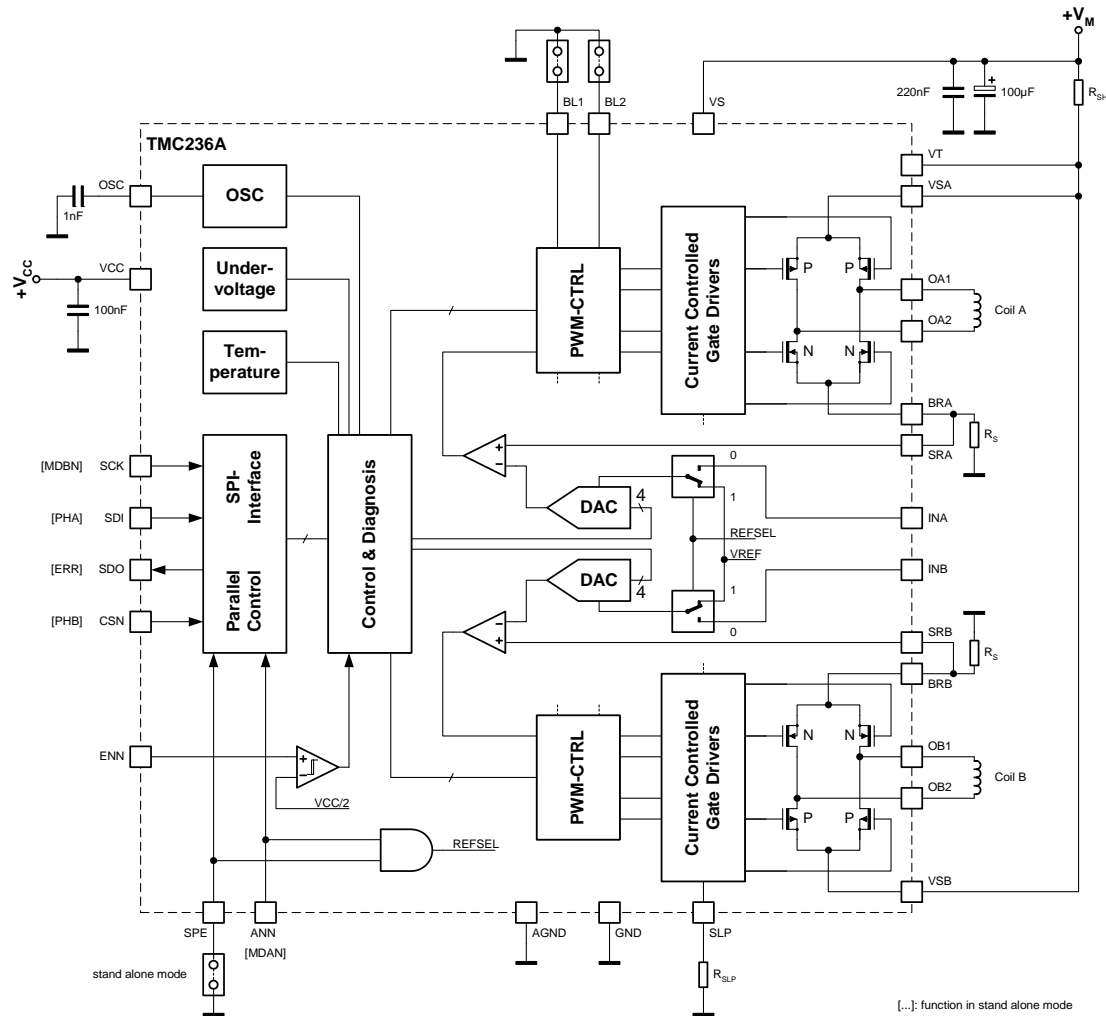 +VM
220nF
+
100µF
RSH
BL1
BL2
VS
TMC236A
VT
VSA
OSC
1nF
OSC
+VCC
VCC
100nF
Under-
voltage
Tem-
perature
PWM-CTRL
Current Controlled
Gate Drivers
P
P
N
N
OA1
Coil A
OA2
BRA
RS
SRA
[MDBN]
SCK
[PHA]
SDI
[ERR]
SDO
[PHB]
CSN
SPI-
Interface
Parallel
Control
Control & Diagnosis
+
−
DAC
4
0
1
INA
REFSEL
VREF
DAC
4
1
0
INB
−
+
SRB
RS
BRB
PWM-CTRL
Current Controlled
Gate Drivers
N
N
P
P
OB1
Coil B
OB2
VSB
ENN
+
−
VCC/2
REFSEL
SPE
ANN
[MDAN]
AGND
GND
SLP
stand alone mode
RSLP
[...]: function in stand alone mode